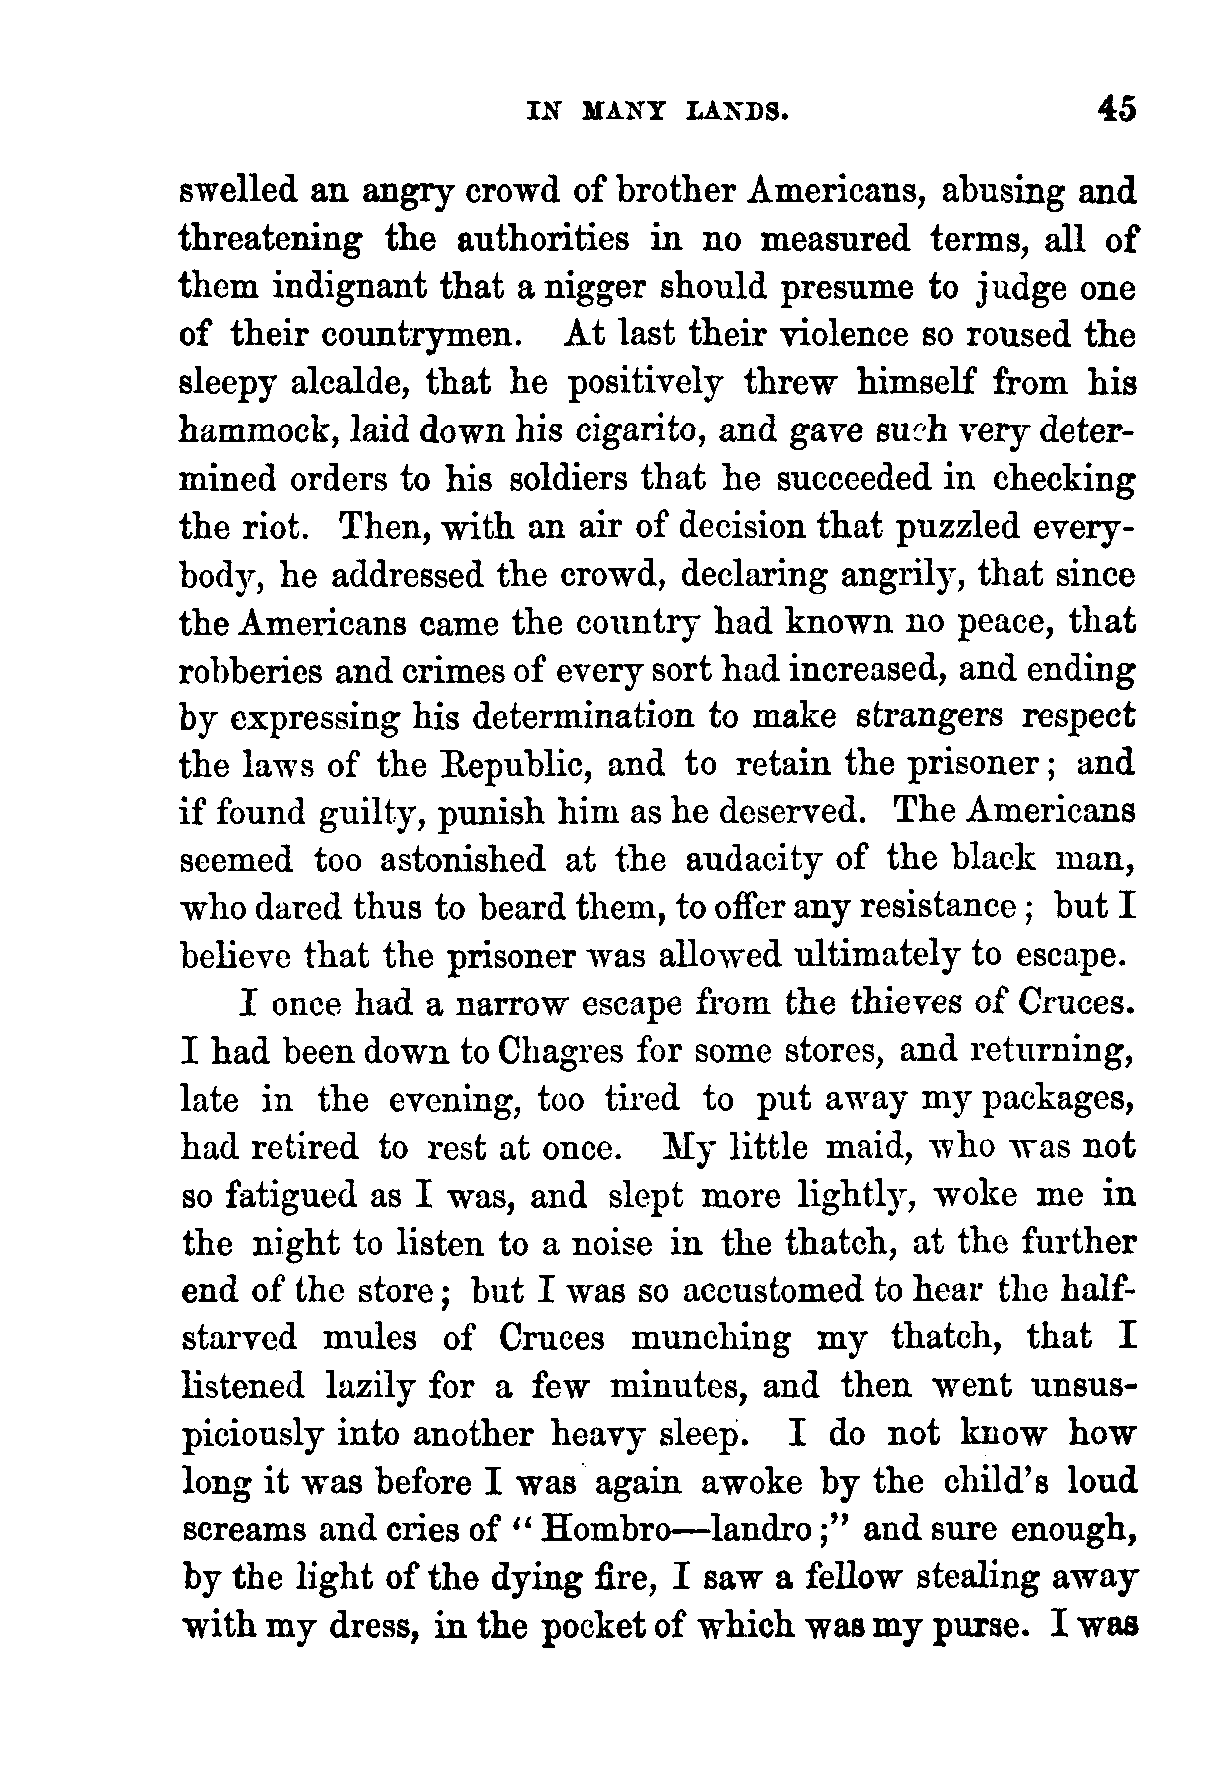 IN MANY LANDS. 45
swelled an angry crowd of brother Americans, abusing and
threatening the authorities in no measured terms, all of
them indignant that a nigger should presume to judge one
of their countrymen. At last their violence so roused the
sleepy alcalde, that he positively threw himself from his
hammock, laid down his cigarito, and gave such very deter-
mined orders to his soldiers that he succeeded in checking
the riot. Then, with an air of decision that puzzled every-
body, he addressed the crowd, declaring angrily, that since
the Americans came the country had known no peace, that
robberies and crimes of every sort had increased, and ending
by expressing his determination to make strangers respect
the laws of the Republic, and to retain the prisoner; and
if found guilty, punish him as he deserved. The Americans
seemed too astonished at the audacity of the black man,
who dared thus to beard them, to offer any resistance; but I
believe that the prisoner was allowed ultimately to escape.
I once had a narrow escape from the thieves of Cruces.
I had been down to Chagres for some stores, and returning,
late in the evening, too tired to put away my packages,
had retired to rest at once. My little maid, who was not
so fatigued as I was, and slept more lightly, woke me in
the night to listen to a noise in the thatch, at the further
end of the store; but I was so accustomed to hear the half-
starved mules of Cruces munching my thatch, that I
listened lazily for a few minutes, and then went unsus-
piciously into another heavy sleep. I do not know how
long it was before I was again awoke by the child's loud
screams and cries of "Hombro—landro;" and sure enough,
by the light of the dying fire, I saw a fellow stealing away
with my dress, in the pocket of which was my purse. I was